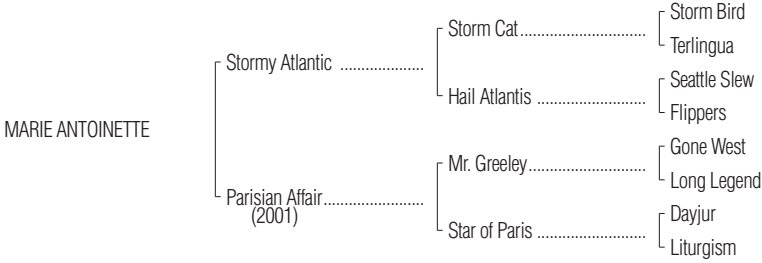 Storm Bird
Storm Cat..............................
Terlingua
Stormy Atlantic ....................
Seattle Slew
Hail Atlantis ..........................
Flippers
MARIE ANTOINETTE
Gone West
Mr. Greeley............................
Long Legend
Parisian Affair........................
(2001)
Dayjur
Star of Paris ..........................
Liturgism